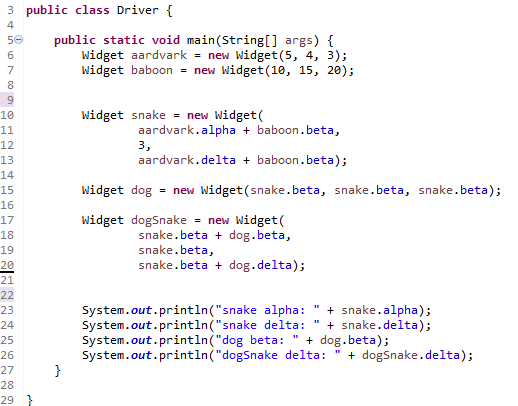 3 public class Driver {
4
5 public static void main(String[] args) {
6 Widget aardvark = new Widget(5, 4, 3);
7 Widget baboon = new Widget(10, 15, 20);
8
9
10 Widget snake = new Widget(
11 aardvark.alpha + baboon.beta,
12 3,
13 aardvark.delta + baboon.beta);
14
15 Widget dog = new Widget(snake.beta, snake.beta, snake.beta);
16
17 Widget dogSnake = new Widget(
18 snake.beta + dog.beta,
19 snake.beta,
20 snake.beta + dog.delta);
21
22
23 System.out.println("snake alpha: " + snake.alpha);
24 System.out.println("snake delta: " + snake.delta);
25 System.out.println("dog beta: " + dog.beta);
26 System.out.println("dogSnake delta: " + dogSnake.delta);
27 }
28
29 }